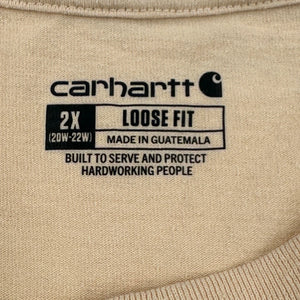 carhartt
2X
(20W-22W)
LOOSE FIT
MADE IN GUATEMALA
BUILT TO SERVE AND PROTECT
HARDWORKING PEOPLE